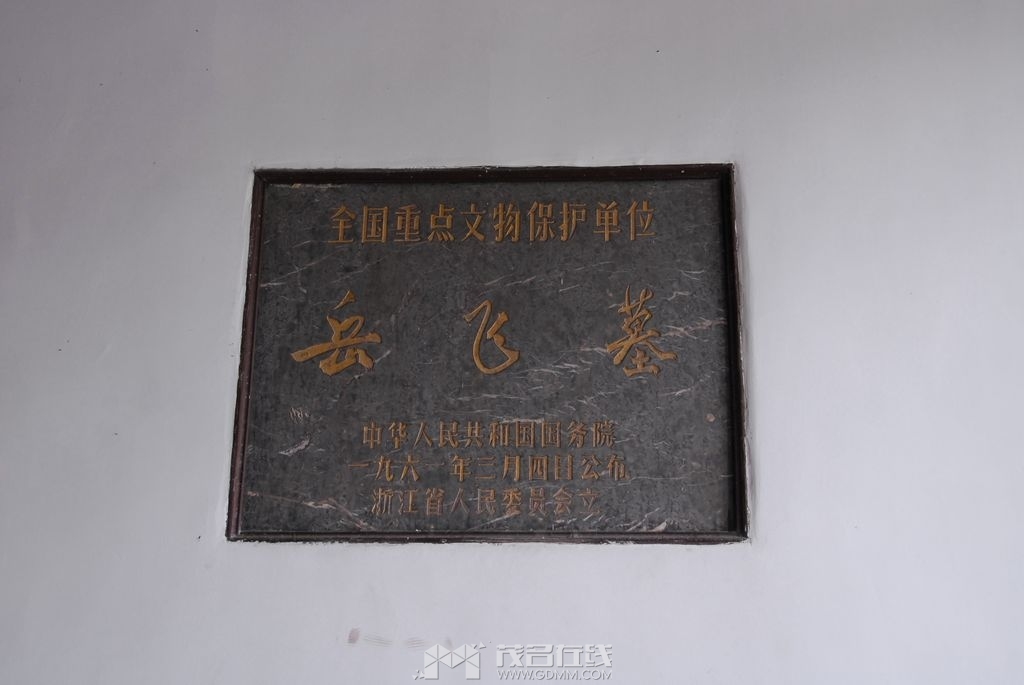 全国重点文物保护单位
岳飞墓
中华人民共和国国务院
一九六一年三月四日公布
浙江省人民委员会立
茂名在线
WWW.GDMM.COM